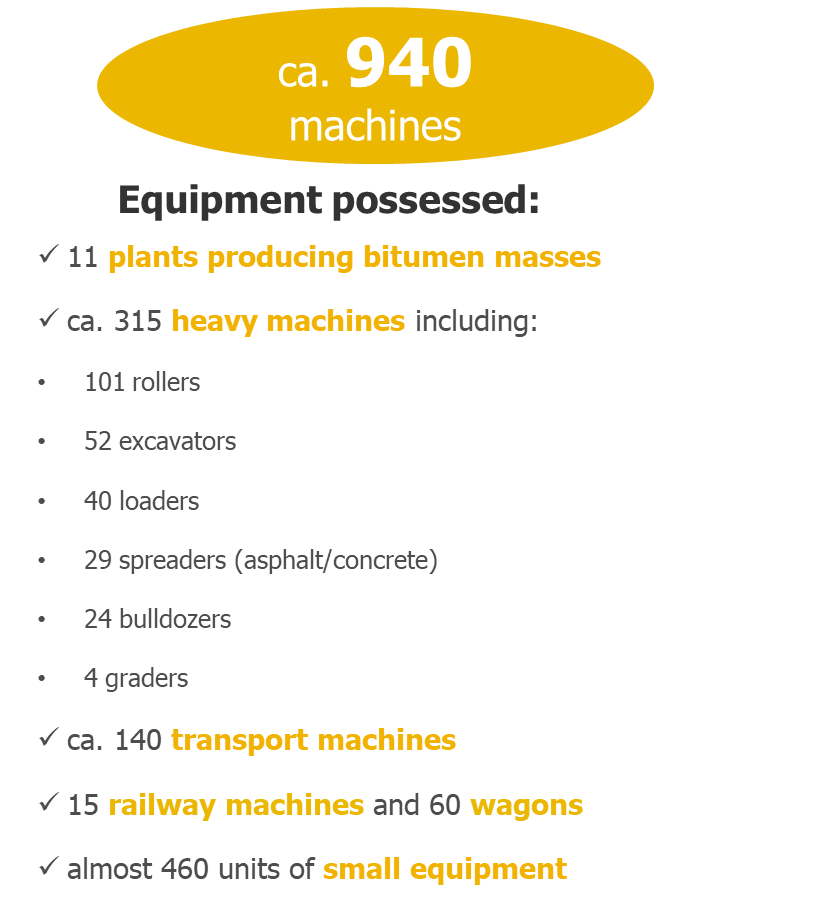 ca. 940
machines
Equipment possessed:
✓ 11 plants producing bitumen masses
✓ ca. 315 heavy machines including:
• 101 rollers
• 52 excavators
• 40 loaders
• 29 spreaders (asphalt/concrete)
• 24 bulldozers
• 4 graders
✓ ca. 140 transport machines
✓ 15 railway machines and 60 wagons
✓ almost 460 units of small equipment